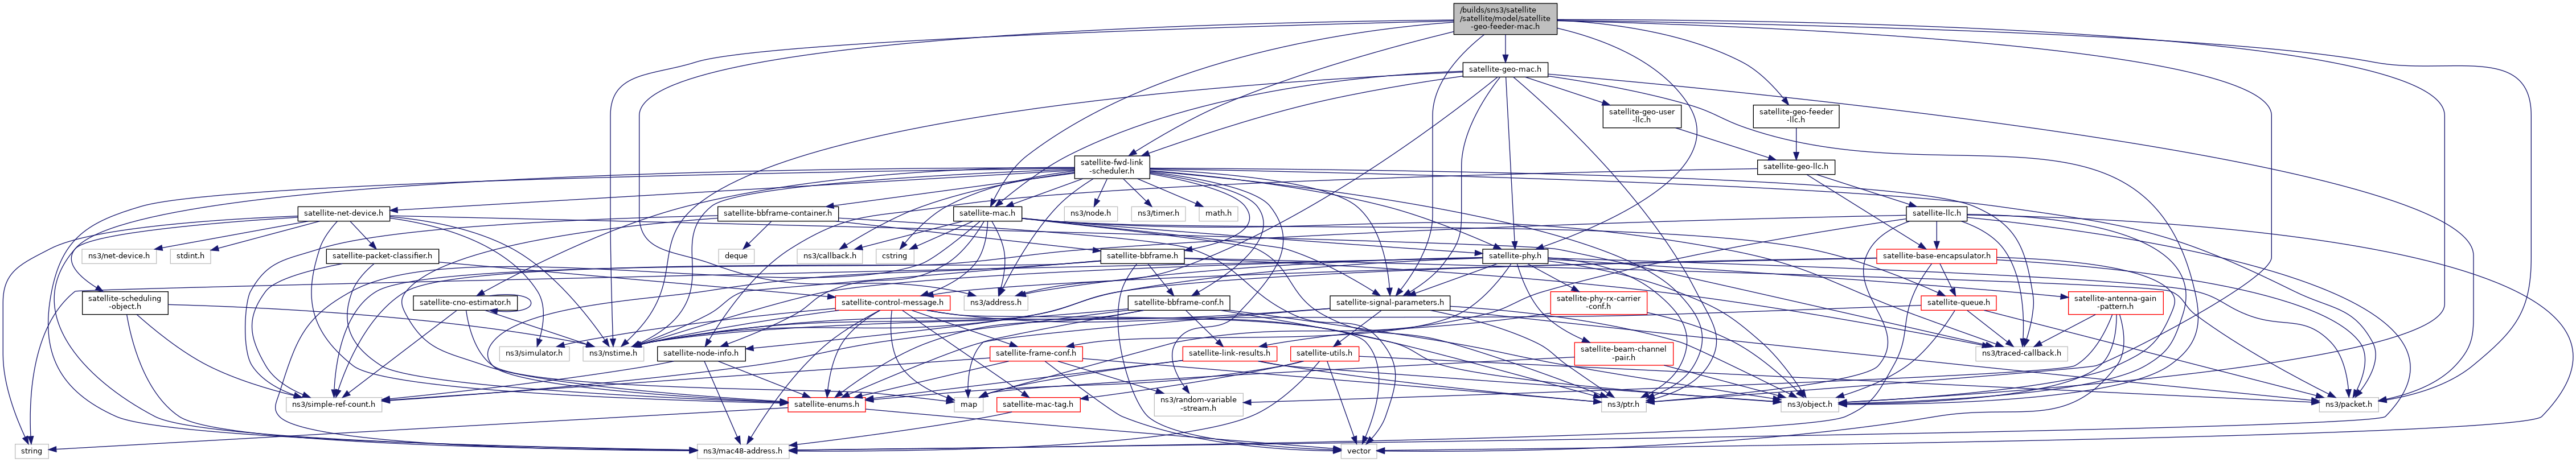 /builds/sns3/satellite
/satellite/model/satellite
-geo-feeder-mac.h
satellite-geo-mac.h
satellite-geo-user
-llc.h
satellite-geo-feeder
-llc.h
satellite-fwd-link
-scheduler.h
satellite-geo-llc.h
satellite-net-device.h
satellite-bbframe-container.h
satellite-mac.h
ns3/node.h
ns3/timer.h
math.h
satellite-llc.h
ns3/net-device.h
stdint.h
satellite-packet-classifier.h
deque
ns3/callback.h
cstring
satellite-bbframe.h
satellite-phy.h
satellite-base-encapsulator.h
satellite-scheduling
-object.h
satellite-cno-estimator.h
satellite-control-message.h
ns3/address.h
satellite-bbframe-conf.h
satellite-signal-parameters.h
satellite-phy-rx-carrier
-conf.h
satellite-queue.h
satellite-antenna-gain
-pattern.h
ns3/simulator.h
ns3/nstime.h
satellite-node-info.h
satellite-frame-conf.h
satellite-link-results.h
satellite-utils.h
satellite-beam-channel
-pair.h
ns3/traced-callback.h
ns3/simple-ref-count.h
satellite-enums.h
map
satellite-mac-tag.h
ns3/random-variable
-stream.h
ns3/ptr.h
ns3/object.h
ns3/packet.h
string
ns3/mac48-address.h
vector